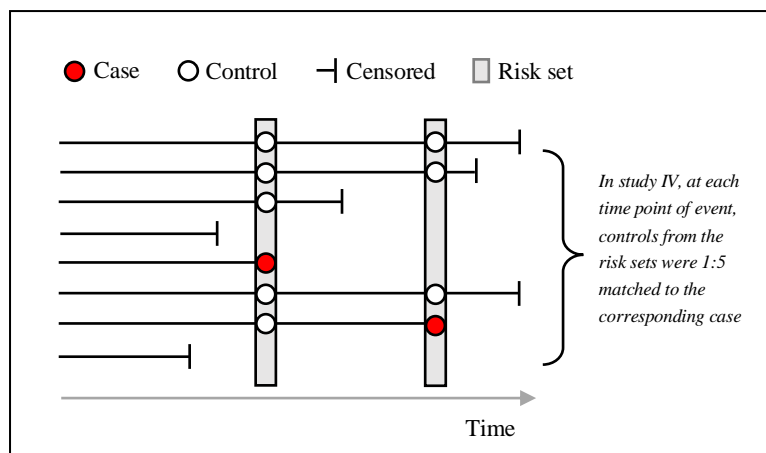 Case Control Censored Risk set
In study IV, at each
time point of event,
controls from the
risk sets were 1:5
matched to the
corresponding case
Time